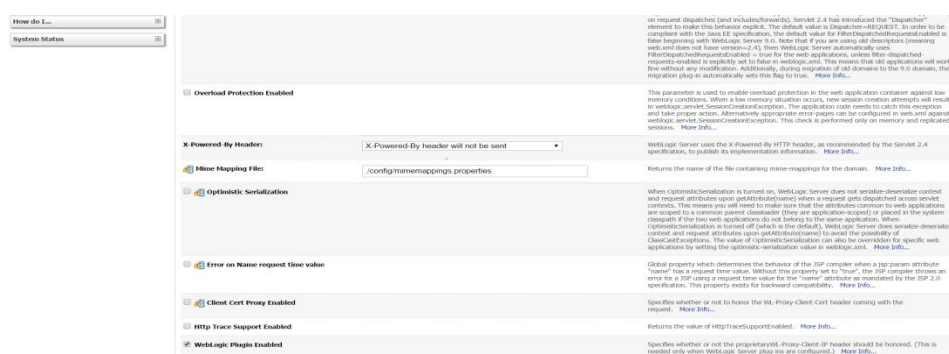 How do I...
System Status
on request dispatches (and includes/forwards). Servlet 2.4 has introduced the "Dispatcher"
element to make this behavior explicit. The default value is Dispatcher=REQUEST. In order to be
compliant with the Java EE specification, the default value for FilterDispatchedRequestsEnabled is
false beginning with WebLogic Server 9.0. Note that if you are using old descriptors (meaning
web.xml does not have version=2.4), then WebLogic Server automatically uses
FilterDispatchedRequestsEnabled = true for the web applications, unless filter-dispatched-
requests-enabled is explicitly set to false in weblogic.xml. This means that old applications will work
fine without any modification. Additionally, during migration of old domains to the 9.0 domain, the
migration plug-in automatically sets this flag to true. More Info...
Overload Protection Enabled
This parameter is used to enable overload protection in the web application container against low
memory conditions. When a low memory situation occurs, new session creation attempts will result
in weblogic.servlet.SessionCreationException. The application code needs to catch this exception
and take proper action. Alternatively appropriate error-pages can be configured in web.xml against
weblogic.servlet.SessionCreationException. This check is performed only on memory and replicated
sessions. More Info...
X-Powered-By Header:
X-Powered-By header will not be sent
WebLogic Server uses the X-Powered-By HTTP header, as recommended by the Servlet 2.4
specification, to publish its implementation information. More Info...
Mime Mapping File:
./config/mimemappings.properties
Returns the name of the file containing mime-mappings for the domain. More Info...
Optimistic Serialization
When OptimisticSerialization is turned on, WebLogic Server does not serialize-deserialize context
and request attributes upon getAttribute(name) when a request gets dispatched across servlet
contexts. This means you will need to make sure that the attributes common to web applications
are scoped to a common parent classloader (they are application-scoped) or placed in the system
classpath if the two web applications do not belong to the same application. When
OptimisticSerialization is turned off (which is the default), WebLogic Server does serialize-deserialize
context and request attributes upon getAttribute(name) to avoid the possibility of
ClassCastExceptions. The value of OptimisticSerialization can also be overridden for specific web
applications by setting the optimistic-serialization value in weblogic.xml. More Info...
Error on Name request time value
Global property which determines the behavior of the JSP compiler when a jsp:param attribute
"name" has a request time value. Without this property set to "true", the JSP compiler throws an
error for a JSP using a request time value for the "name" attribute as mandated by the JSP 2.0
specification. This property exists for backward compatibility. More Info...
Client Cert Proxy Enabled
Specifies whether or not to honor the WL-Proxy-Client-Cert header coming with the
request. More Info...
Http Trace Support Enabled
Returns the value of HttpTraceSupportEnabled. More Info...
WebLogic Plugin Enabled
Specifies whether or not the proprietaryWL-Proxy-Client-IP header should be honored. (This is
needed only when WebLogic Server plug-ins are configured.) More Info...